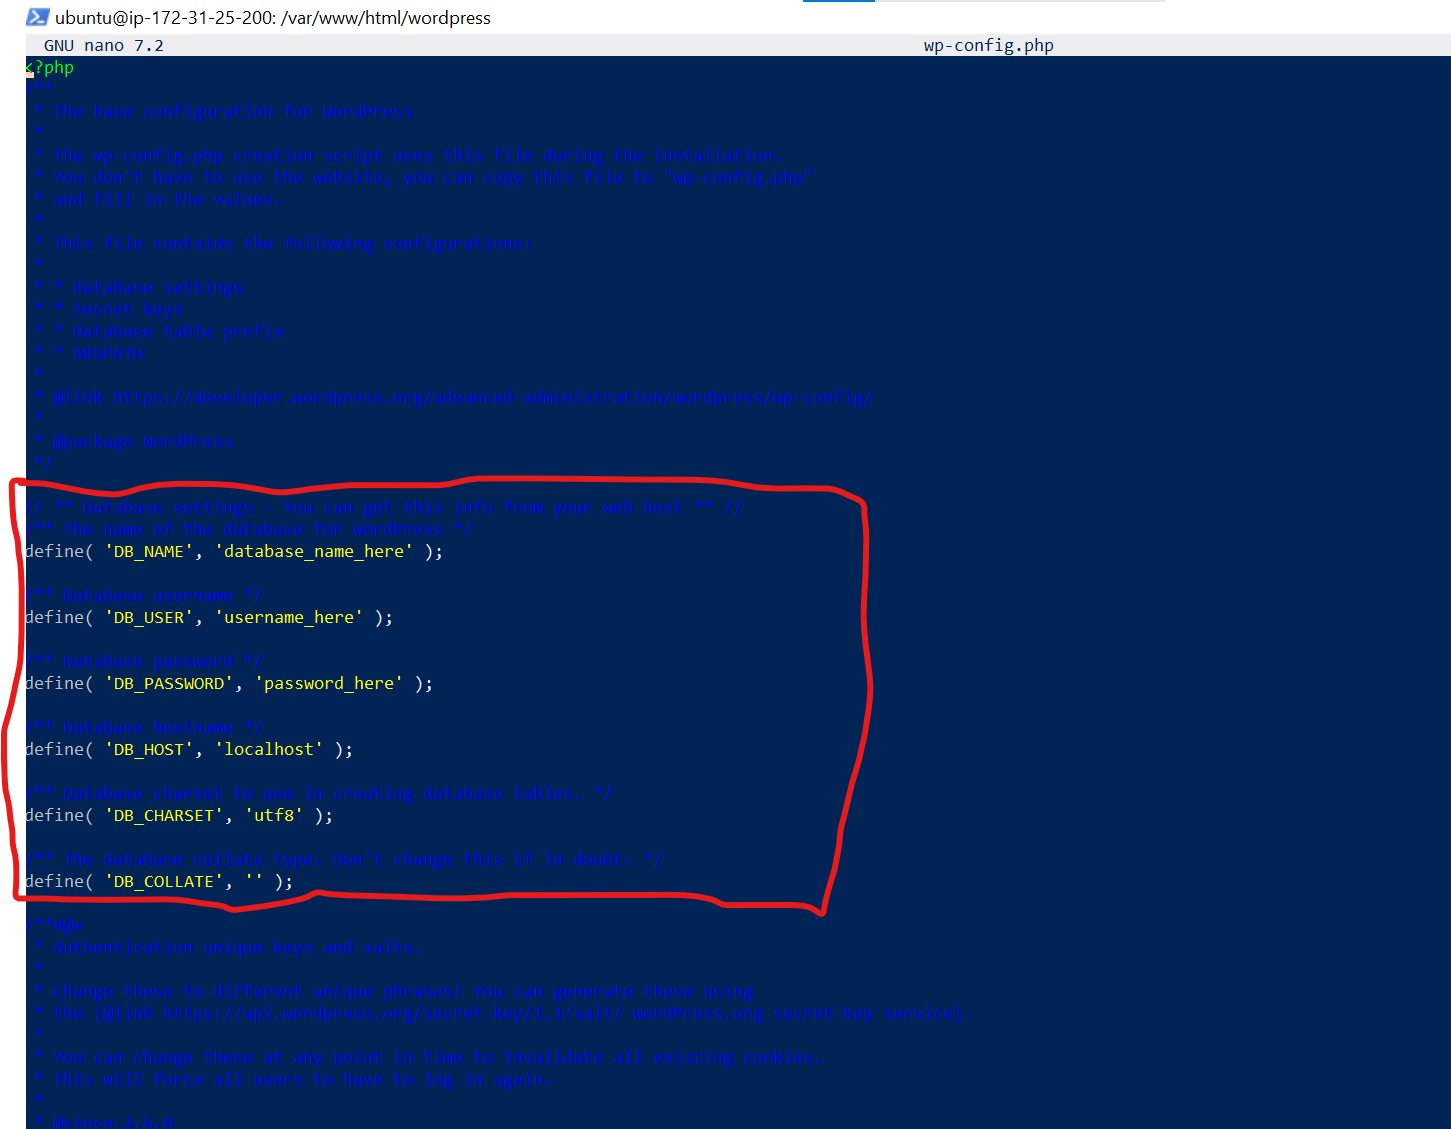 ubuntu@ip-172-31-25-200: /var/www/html/wordpress
GNU nano 7.2 wp-config.php
<?php
/**
 * The base configuration for WordPress
 *
 * The wp-config.php creation script uses this file during the installation.
 * You don't have to use the website, you can copy this file to "wp-config.php"
 * and fill in the values.
 *
 * This file contains the following configurations:
 *
 * * Database settings
 * * Secret keys
 * * Database table prefix
 * * ABSPATH
 *
 * @link https://developer.wordpress.org/advanced-administration/wordpress/wp-config/
 *
 * @package WordPress
 */
// ** Database settings - You can get this info from your web host ** //
/** The name of the database for WordPress */
define( 'DB_NAME', 'database_name_here' );
/** Database username */
define( 'DB_USER', 'username_here' );
/** Database password */
define( 'DB_PASSWORD', 'password_here' );
/** Database hostname */
define( 'DB_HOST', 'localhost' );
/** Database charset to use in creating database tables. */
define( 'DB_CHARSET', 'utf8' );
/** The database collate type. Don't change this if in doubt. */
define( 'DB_COLLATE', '' );
/**#@+
 * Authentication unique keys and salts.
 *
 * Change these to different unique phrases! You can generate these using
 * the {@link https://api.wordpress.org/secret-key/1.1/salt/ WordPress.org secret-key service}.
 *
 * You can change these at any point in time to invalidate all existing cookies.
 * This will force all users to have to log in again.
 *
 * @since 2.6.0